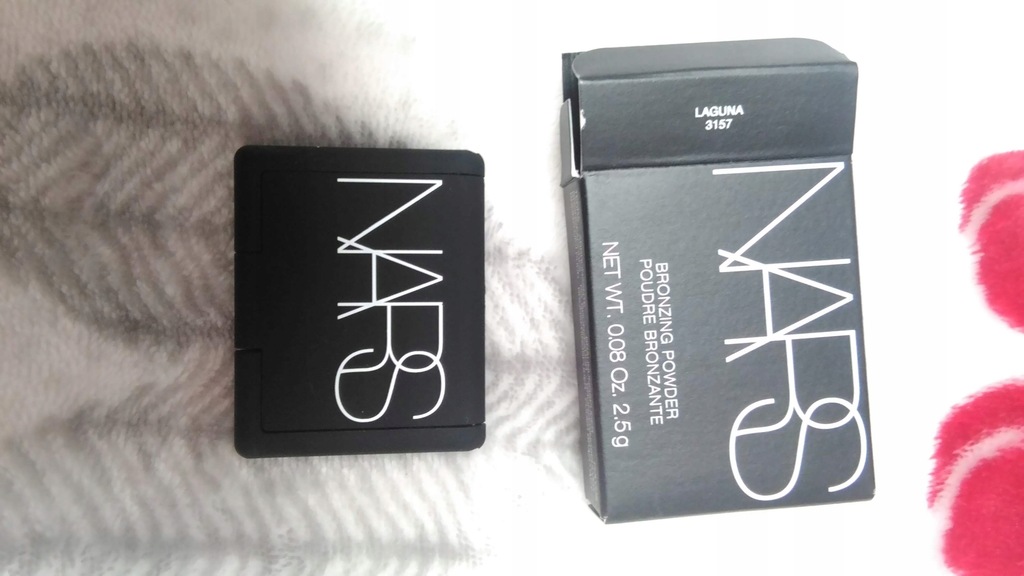 NARS
LAGUNA
3157
NARS
BRONZING POWDER
POUDRE BRONZANTE
NET WT. 0.08 Oz. 2.5g